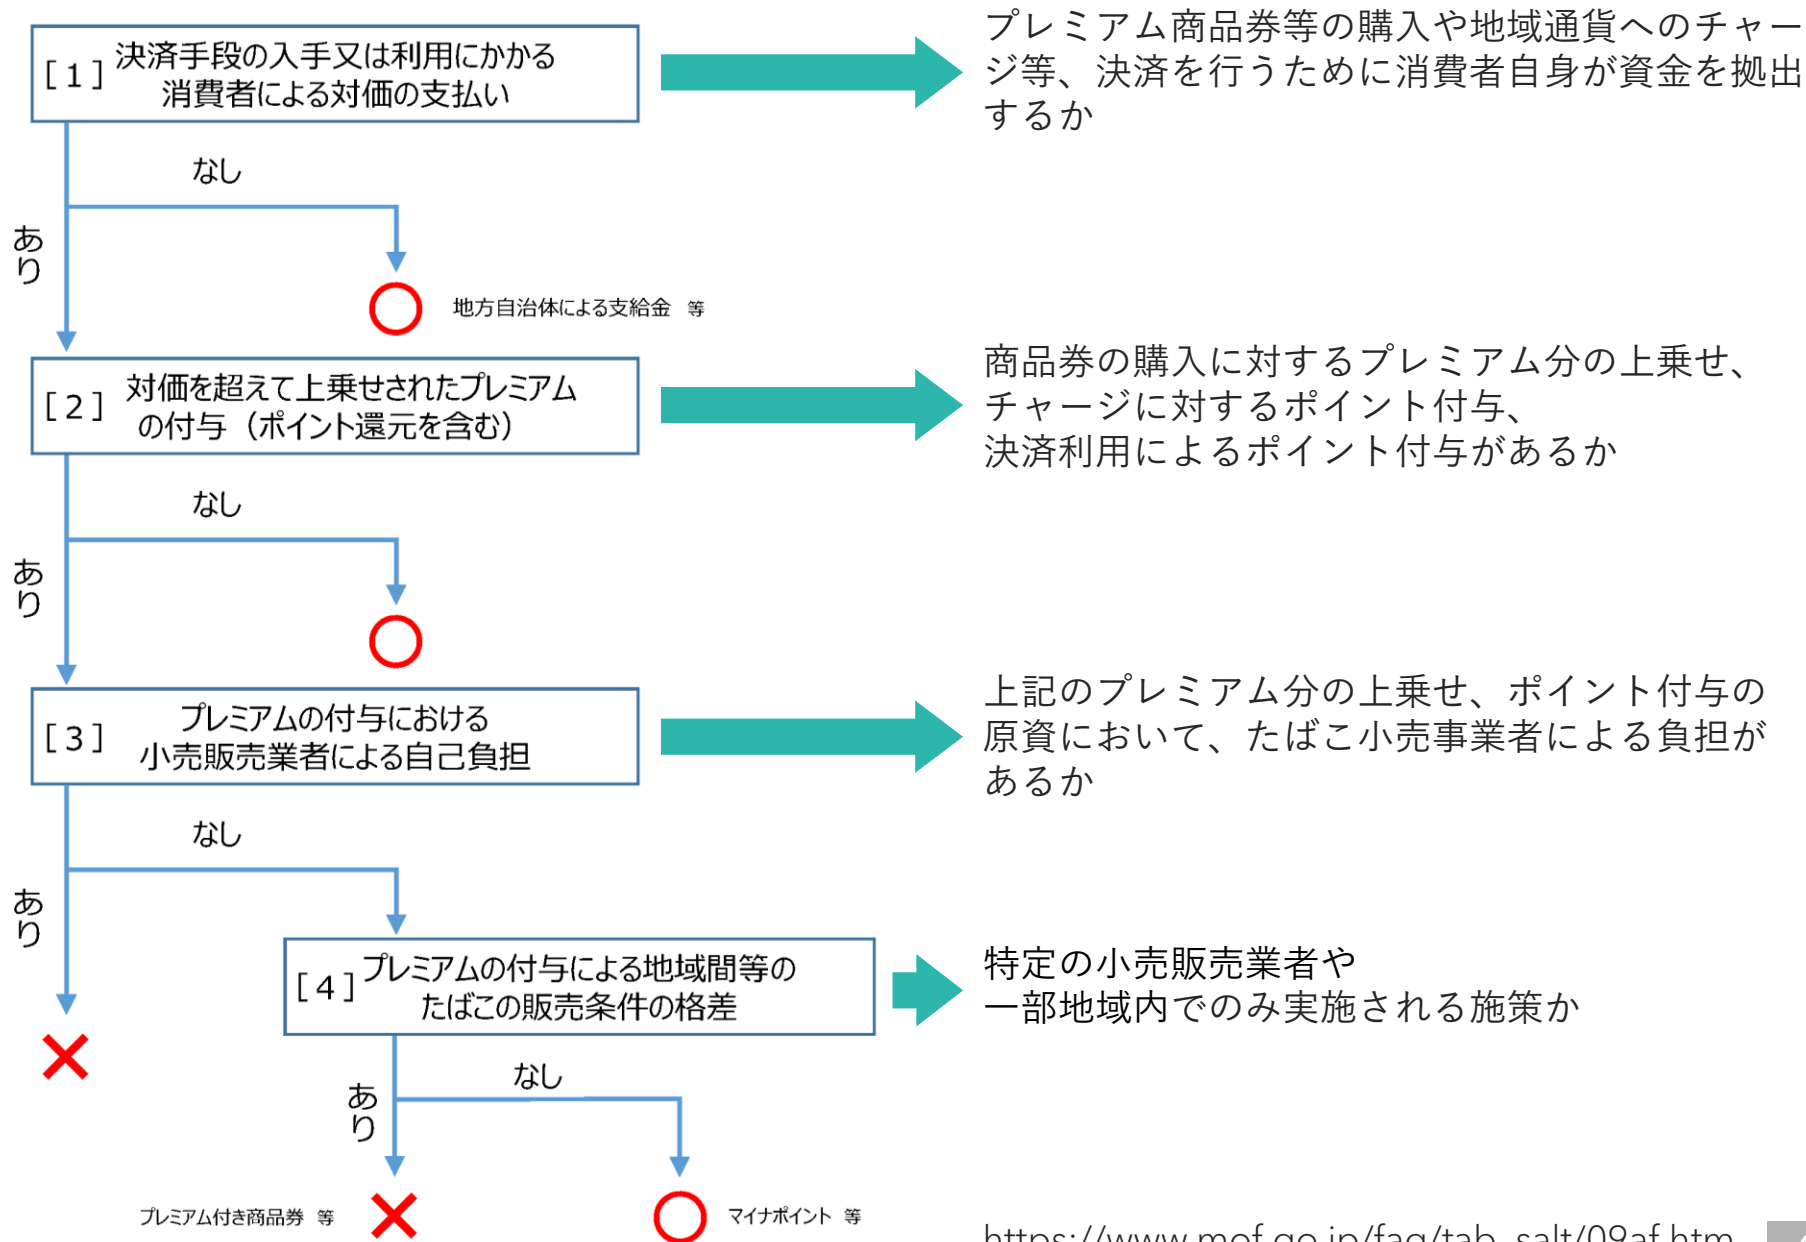 [1] 決済手段の入手又は利用にかかる
消費者による対価の支払い
プレミアム商品券等の購入や地域通貨へのチャー
ジ等、決済を行うために消費者自身が資金を拠出
するか
なし
あり
地方自治体による支給金 等
[2] 対価を超えて上乗せされたプレミアム
の付与（ポイント還元を含む）
商品券の購入に対するプレミアム分の上乗せ、
チャージに対するポイント付与、
決済利用によるポイント付与があるか
なし
あり
[3] プレミアムの付与における
小売販売業者による自己負担
上記のプレミアム分の上乗せ、ポイント付与の
原資において、たばこ小売事業者による負担が
あるか
なし
あり
[4] プレミアムの付与による地域間等の
たばこの販売条件の格差
特定の小売販売業者や
一部地域内でのみ実施される施策か
なし
あり
プレミアム付き商品券 等
マイナポイント 等
https://www.mof.go.jp/faq/tab_salt/09af.htm